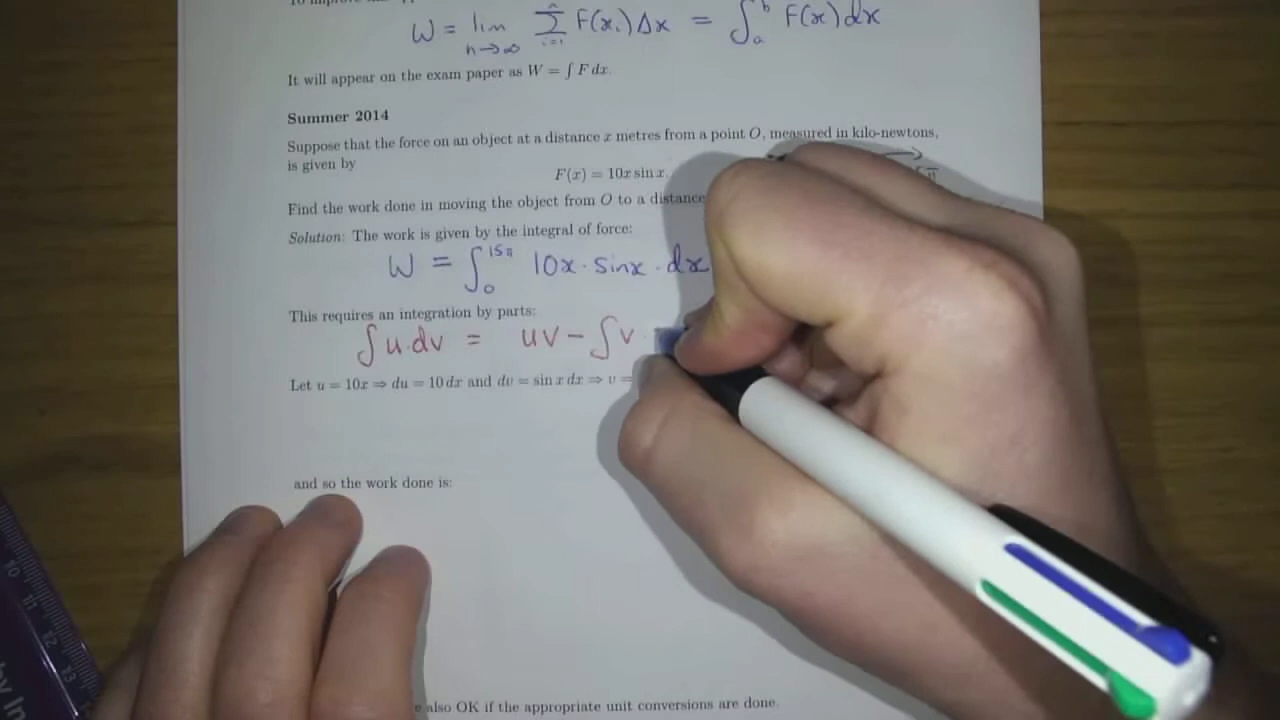 W = lim n→∞ ∑ i=1 n F(xᵢ) Δx = ∫ₐᵇ F(x) dx
It will appear on the exam paper as W = ∫ F dx.
Summer 2014
Suppose that the force on an object at a distance x metres from a point O, measured in kilo-newtons,
is given by
F(x) = 10x sin x.
Find the work done in moving the object from O to a distance
Solution: The work is given by the integral of force:
W = ∫₀^15π 10x · sinx · dx
This requires an integration by parts:
∫u·dv = uv − ∫v
Let u = 10x ⇒ du = 10 dx and dv = sin x dx ⇒ v =
and so the work done is:
also OK if the appropriate unit conversions are done.
10 11 12 13